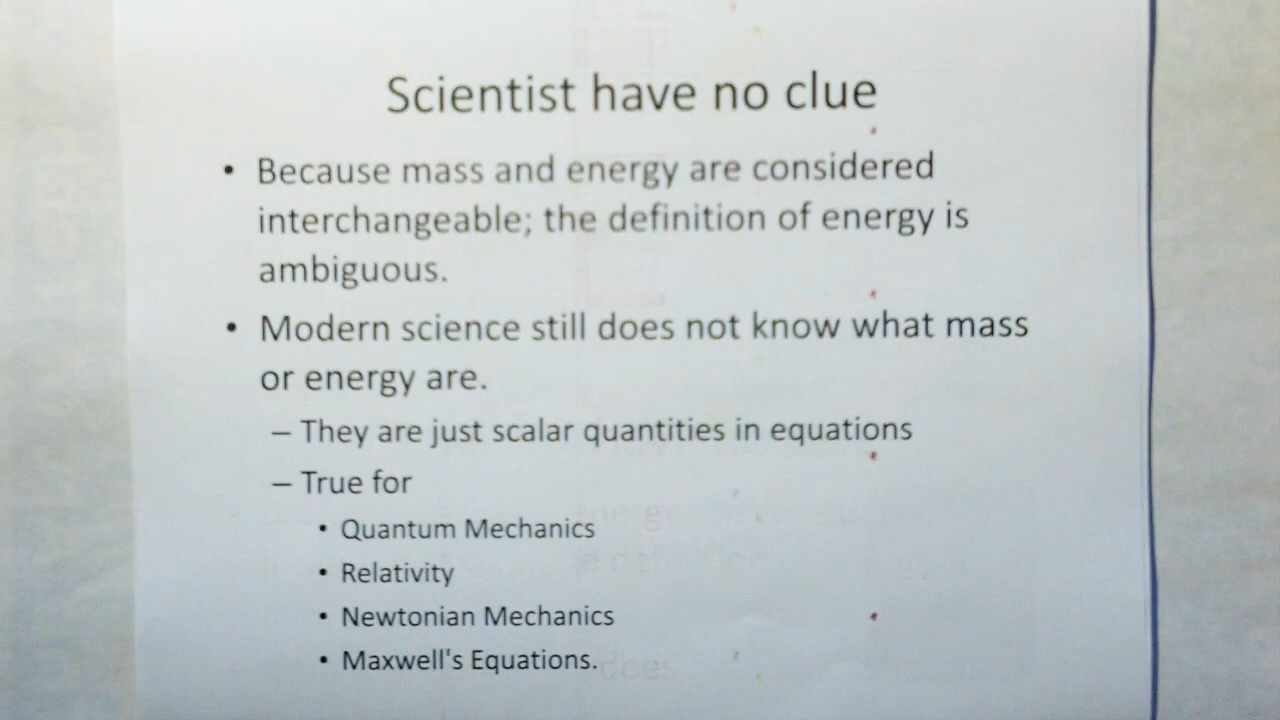 Scientist have no clue
• Because mass and energy are considered
interchangeable; the definition of energy is
ambiguous.
• Modern science still does not know what mass
or energy are.
– They are just scalar quantities in equations
– True for
• Quantum Mechanics
• Relativity
• Newtonian Mechanics
• Maxwell's Equations.